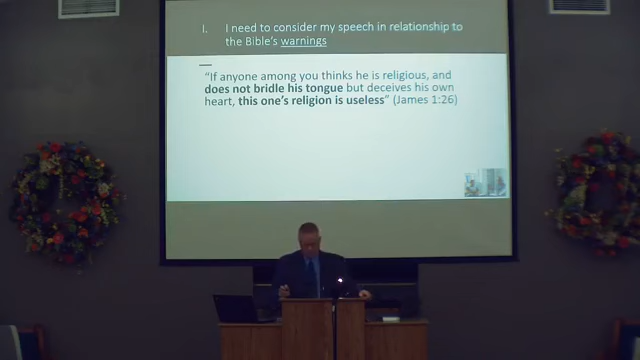 I. I need to consider my speech in relationship to
the Bible's warnings
“If anyone among you thinks he is religious, and
does not bridle his tongue but deceives his own
heart, this one's religion is useless” (James 1:26)